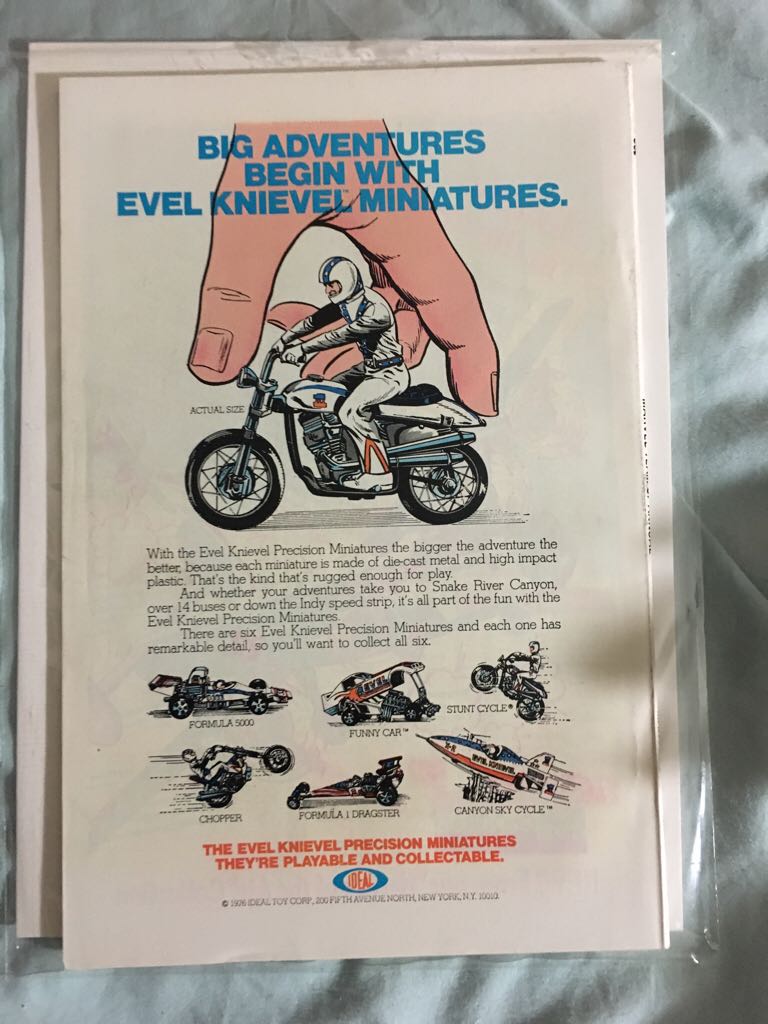 BIG ADVENTURES
BEGIN WITH
EVEL KNIEVEL™ MINIATURES.
ACTUAL SIZE
With the Evel Knievel Precision Miniatures the bigger the adventure the
better, because each miniature is made of die-cast metal and high impact
plastic. That's the kind that's rugged enough for play.
And whether your adventures take you to Snake River Canyon,
over 14 buses or down the Indy speed strip, it's all part of the fun with the
Evel Knievel Precision Miniatures.
There are six Evel Knievel Precision Miniatures and each one has
remarkable detail, so you'll want to collect all six.
EVEL
X-2
EVEL KNIEVEL
FORMULA 5000
FUNNY CAR™
STUNT CYCLE®
CHOPPER
FORMULA 1 DRAGSTER
CANYON SKY CYCLE™
THE EVEL KNIEVEL PRECISION MINIATURES
THEY'RE PLAYABLE AND COLLECTABLE.
IDEAL
© 1976 IDEAL TOY CORP., 200 FIFTH AVENUE NORTH, NEW YORK, N.Y. 10010.